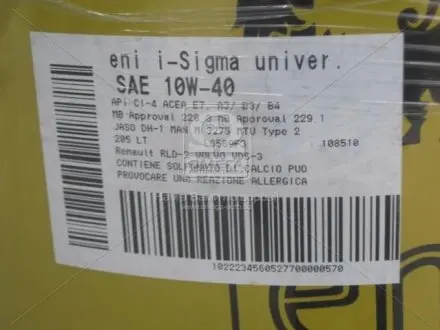 eni i-Sigma univer.
SAE 10W-40
API CI-4 ACEA E7, A3/ B3/ B4
MB Approval 228.3 MB Approval 229.1
JASO DH-1 MAN M 3275 MTU Type 2
205 LT 108510
Renault RLD-2 VOLVO VDS-3
CONTIENE SOLFONATO DI CALCIO PUO
PROVOCARE UNA REAZIONE ALLERGICA
1022234560527700000570
en